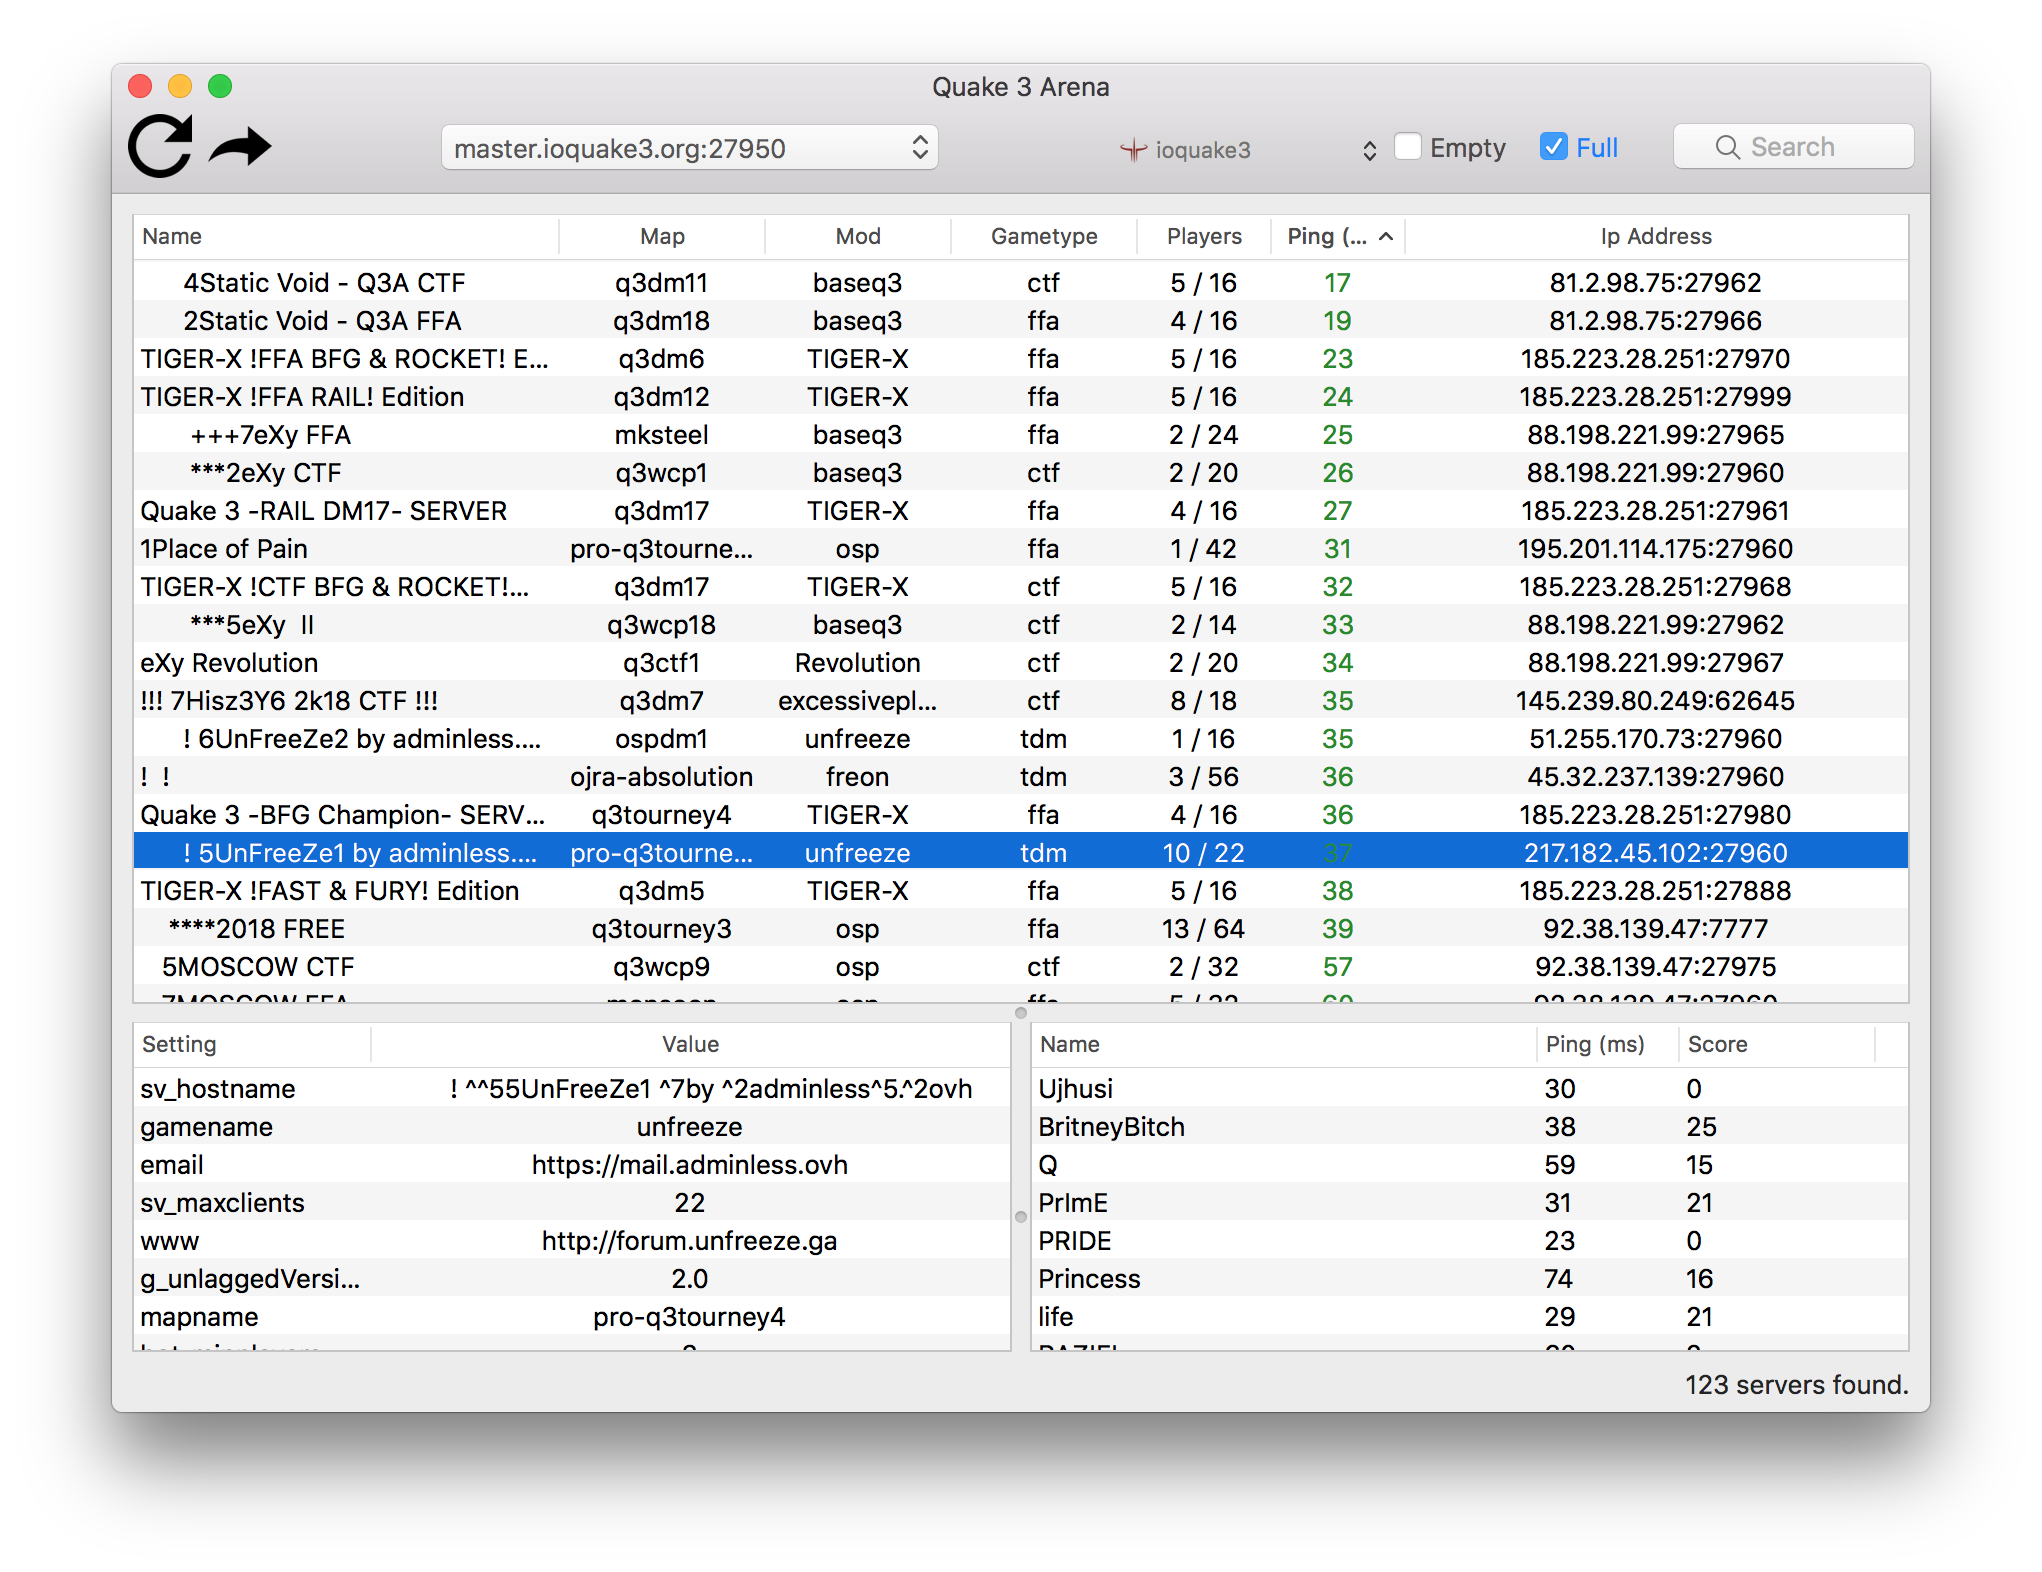 Quake 3 Arena
master.ioquake3.org:27950 ioquake3 Empty Full Search
Name Map Mod Gametype Players Ping (... Ip Address
4Static Void - Q3A CTF q3dm11 baseq3 ctf 5 / 16 17 81.2.98.75:27962
2Static Void - Q3A FFA q3dm18 baseq3 ffa 4 / 16 19 81.2.98.75:27966
TIGER-X !FFA BFG & ROCKET! E... q3dm6 TIGER-X ffa 5 / 16 23 185.223.28.251:27970
TIGER-X !FFA RAIL! Edition q3dm12 TIGER-X ffa 5 / 16 24 185.223.28.251:27999
+++7eXy FFA mksteel baseq3 ffa 2 / 24 25 88.198.221.99:27965
***2eXy CTF q3wcp1 baseq3 ctf 2 / 20 26 88.198.221.99:27960
Quake 3 -RAIL DM17- SERVER q3dm17 TIGER-X ffa 4 / 16 27 185.223.28.251:27961
1Place of Pain pro-q3tourne... osp ffa 1 / 42 31 195.201.114.175:27960
TIGER-X !CTF BFG & ROCKET!... q3dm17 TIGER-X ctf 5 / 16 32 185.223.28.251:27968
***5eXy II q3wcp18 baseq3 ctf 2 / 14 33 88.198.221.99:27962
eXy Revolution q3ctf1 Revolution ctf 2 / 20 34 88.198.221.99:27967
!!! 7Hisz3Y6 2k18 CTF !!! q3dm7 excessivepl... ctf 8 / 18 35 145.239.80.249:62645
! 6UnFreeZe2 by adminless.... ospdm1 unfreeze tdm 1 / 16 35 51.255.170.73:27960
! ! ojra-absolution freon tdm 3 / 56 36 45.32.237.139:27960
Quake 3 -BFG Champion- SERV... q3tourney4 TIGER-X ffa 4 / 16 36 185.223.28.251:27980
! 5UnFreeZe1 by adminless.... pro-q3tourne... unfreeze tdm 10 / 22 37 217.182.45.102:27960
TIGER-X !FAST & FURY! Edition q3dm5 TIGER-X ffa 5 / 16 38 185.223.28.251:27888
****2018 FREE q3tourney3 osp ffa 13 / 64 39 92.38.139.47:7777
5MOSCOW CTF q3wcp9 osp ctf 2 / 32 57 92.38.139.47:27975
7MOSCOW FFA osp ffa 5 / 32 60 92.38.139.47:27960
Setting Value
sv_hostname ! ^^55UnFreeZe1 ^7by ^2adminless^5.^2ovh
gamename unfreeze
email https://mail.adminless.ovh
sv_maxclients 22
www http://forum.unfreeze.ga
g_unlaggedVersi... 2.0
mapname pro-q3tourney4
Name Ping (ms) Score
Ujhusi 30 0
BritneyBitch 38 25
Q 59 15
PrImE 31 21
PRIDE 23 0
Princess 74 16
life 29 21
123 servers found.